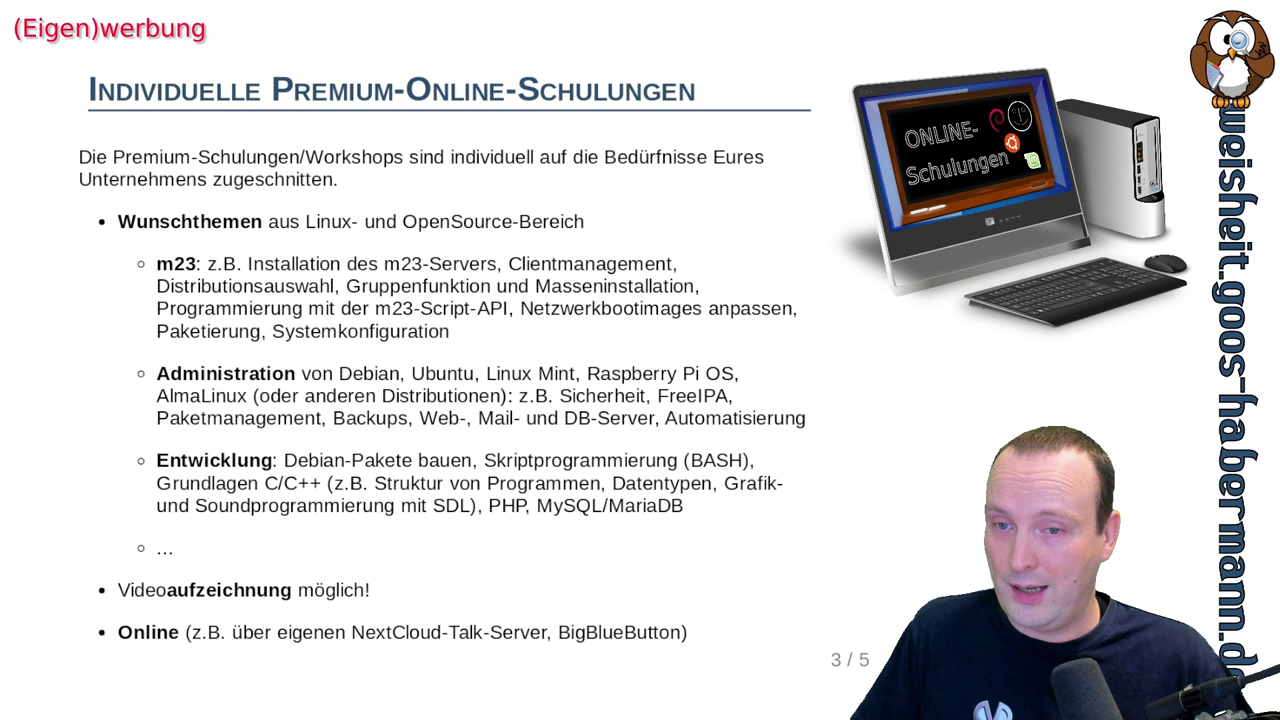 (Eigen)werbung
Individuelle Premium-Online-Schulungen
Die Premium-Schulungen/Workshops sind individuell auf die Bedürfnisse Eures
Unternehmens zugeschnitten.
• Wunschthemen aus Linux- und OpenSource-Bereich
◦ m23: z.B. Installation des m23-Servers, Clientmanagement,
Distributionsauswahl, Gruppenfunktion und Masseninstallation,
Programmierung mit der m23-Script-API, Netzwerkbootimages anpassen,
Paketierung, Systemkonfiguration
◦ Administration von Debian, Ubuntu, Linux Mint, Raspberry Pi OS,
AlmaLinux (oder anderen Distributionen): z.B. Sicherheit, FreeIPA,
Paketmanagement, Backups, Web-, Mail- und DB-Server, Automatisierung
◦ Entwicklung: Debian-Pakete bauen, Skriptprogrammierung (BASH),
Grundlagen C/C++ (z.B. Struktur von Programmen, Datentypen, Grafik-
und Soundprogrammierung mit SDL), PHP, MySQL/MariaDB
◦ ...
• Videoaufzeichnung möglich!
• Online (z.B. über eigenen NextCloud-Talk-Server, BigBlueButton)
3 / 5
ONLINE-
Schulungen
weisheit.goos-habermann.d